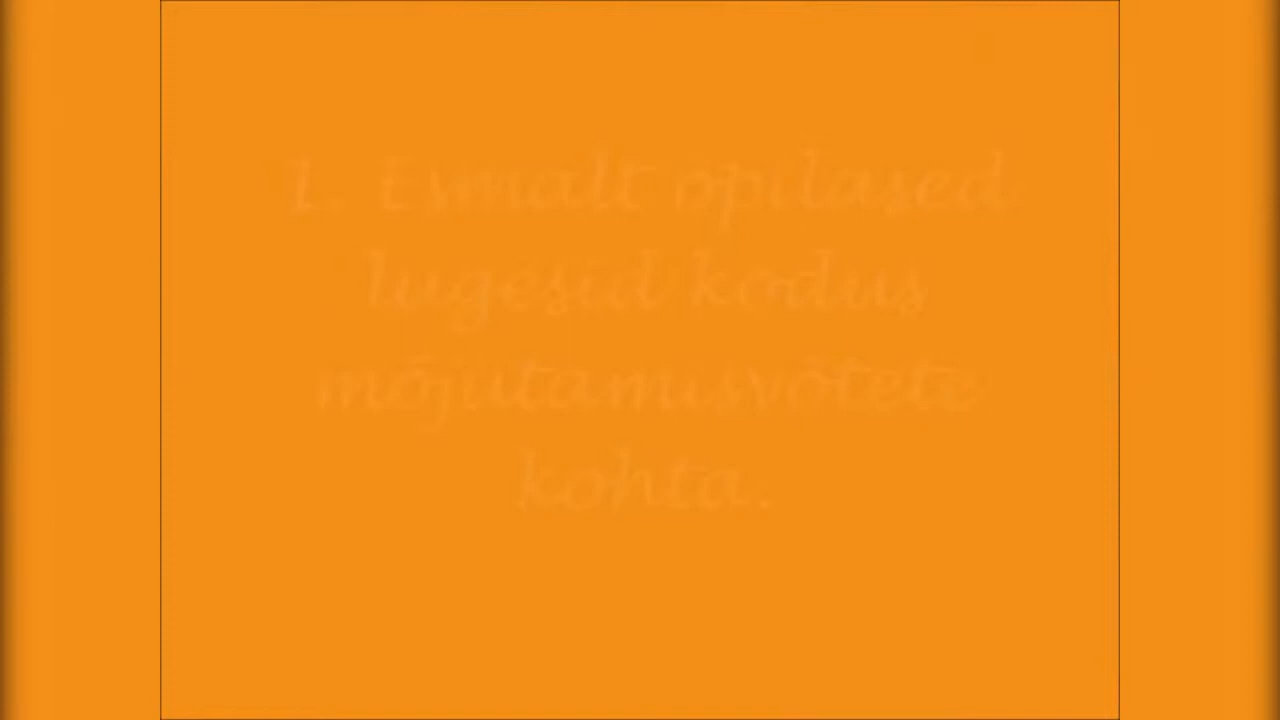 1. Esmalt õpilased
lugesid kodus
mõjutamisvõtete
kohta.